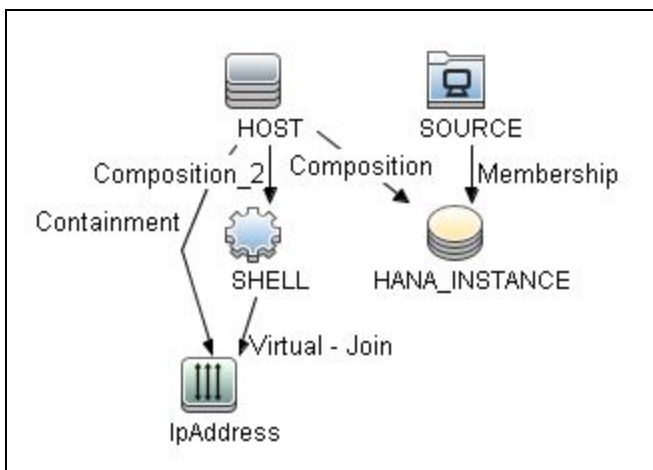 HOST
SOURCE
Composition_2
Composition
Membership
Containment
SHELL
HANA_INSTANCE
Virtual - Join
IpAddress